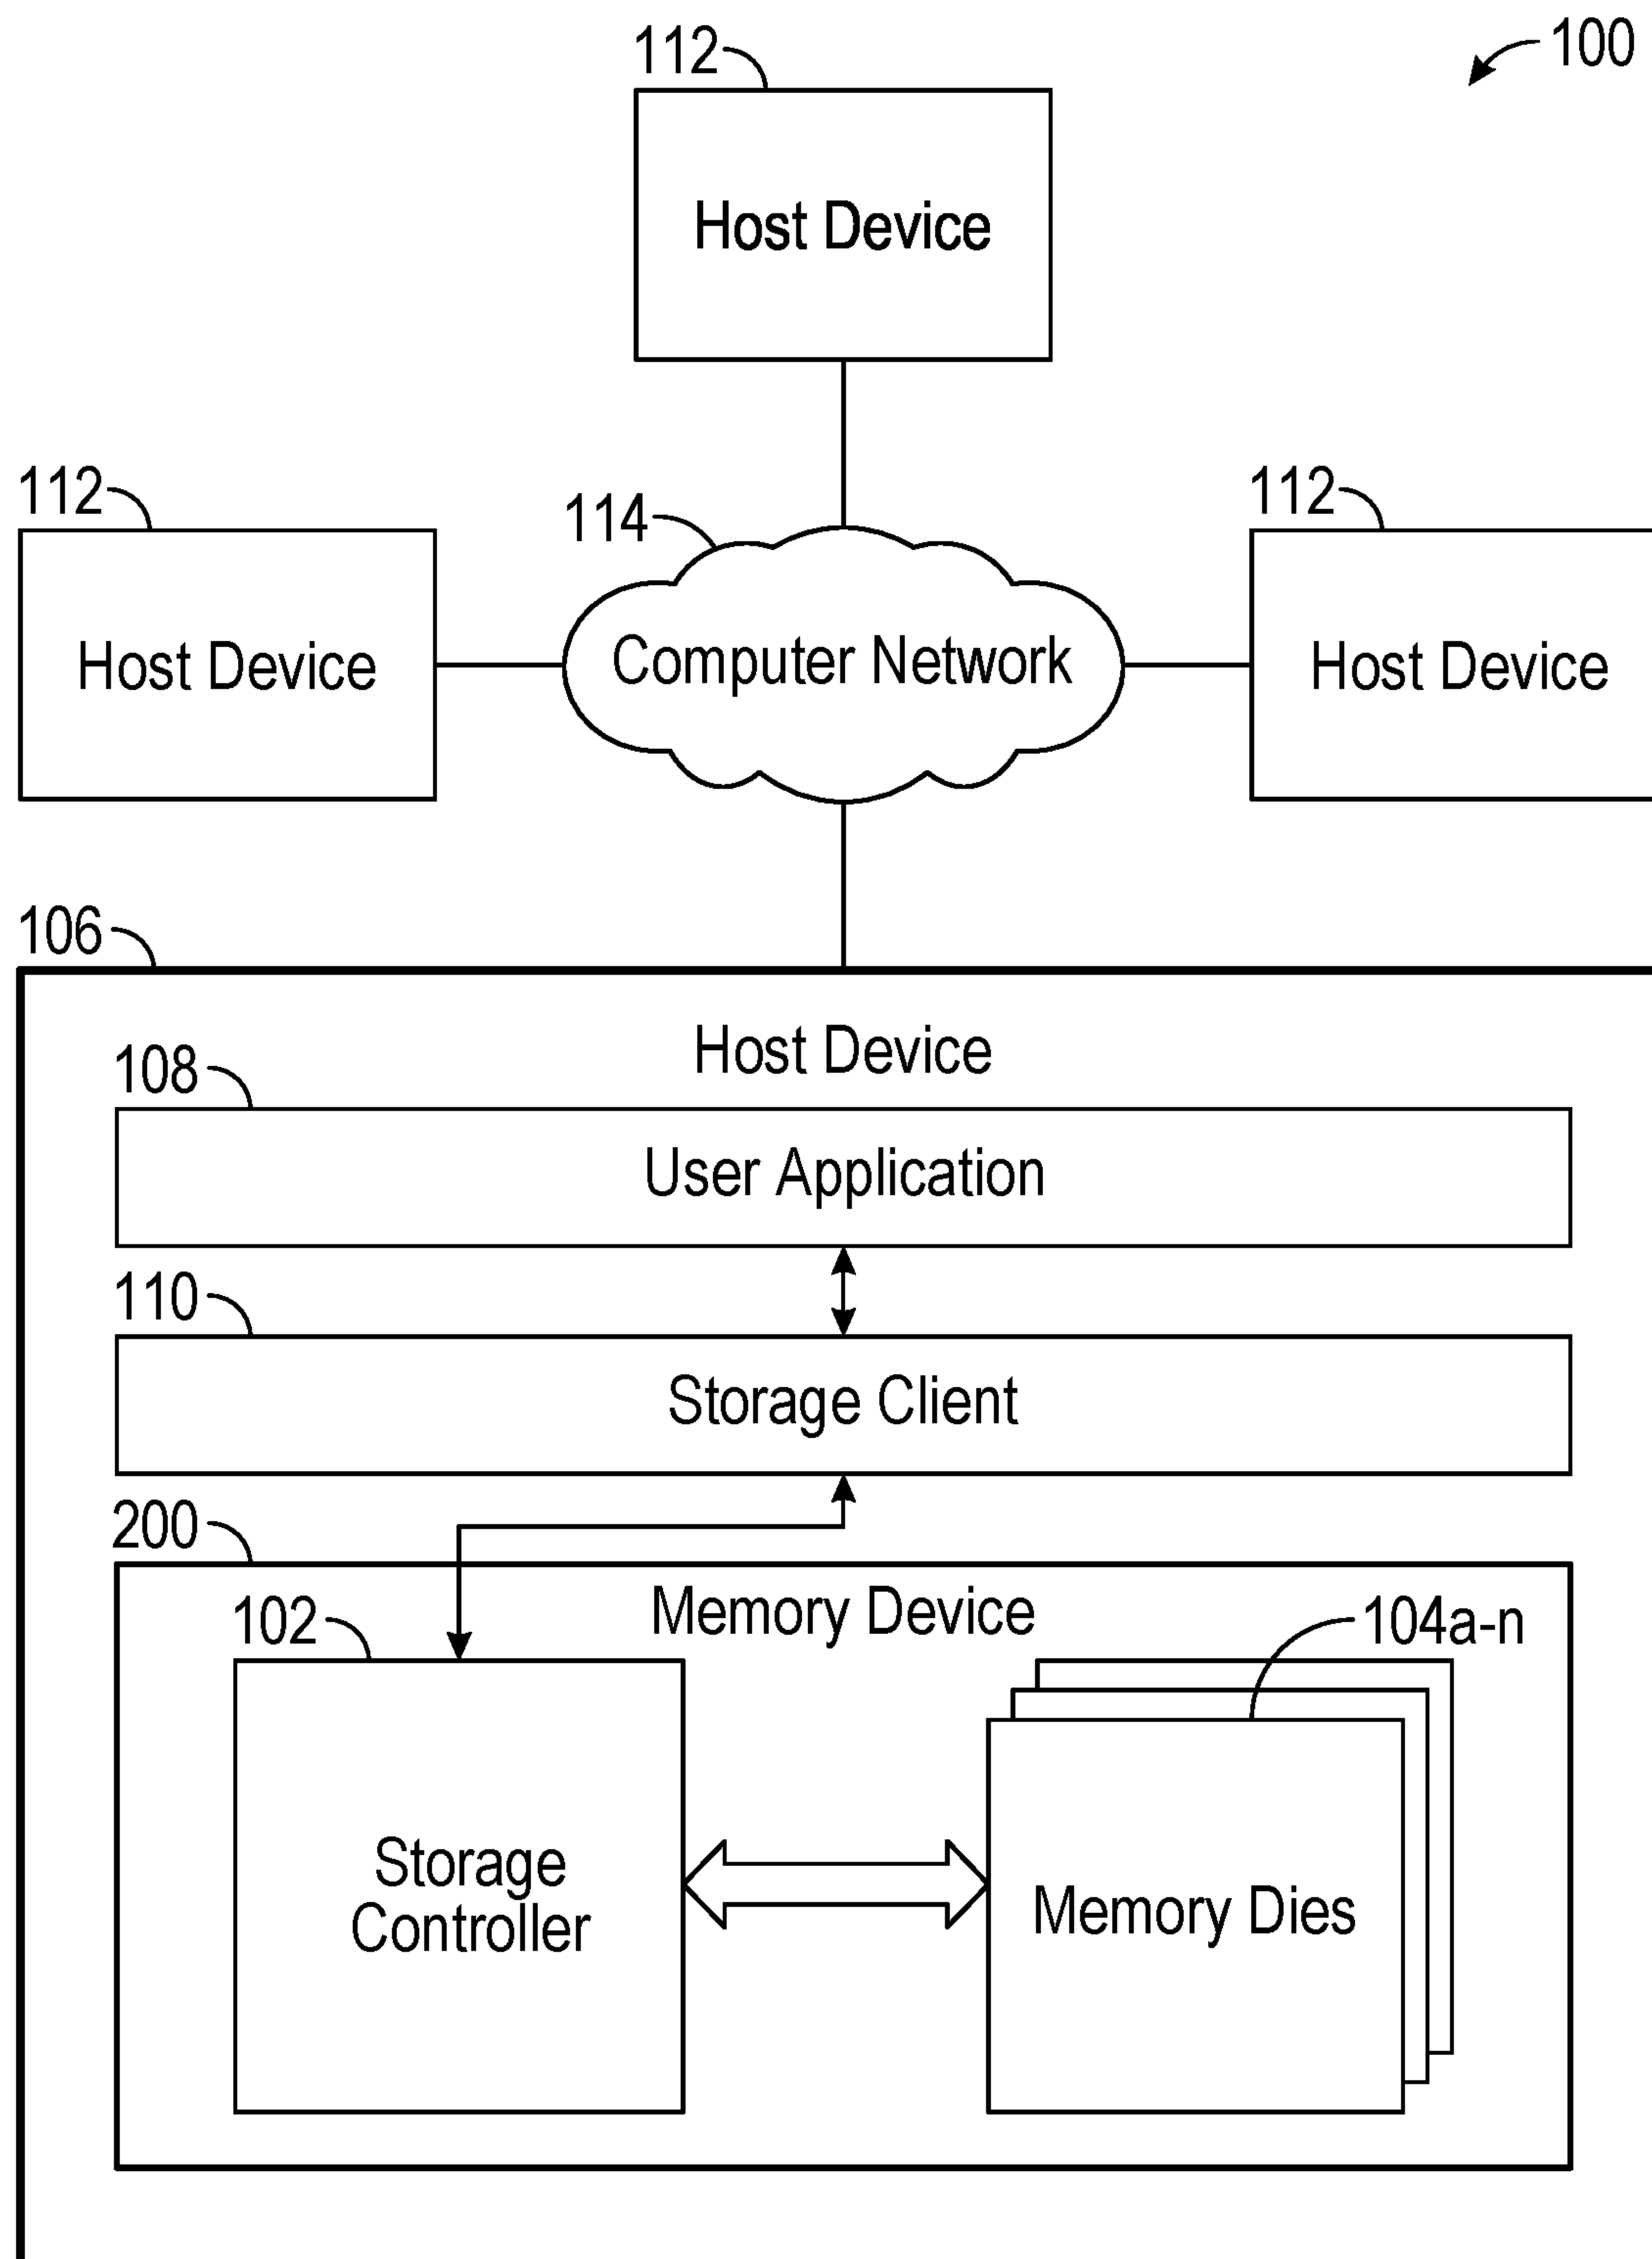 112
100
Host Device
112
114
112
Host Device
Computer Network
Host Device
106
Host Device
108
User Application
110
Storage Client
200
Memory Device
102
104a-n
Storage
Controller
Memory Dies